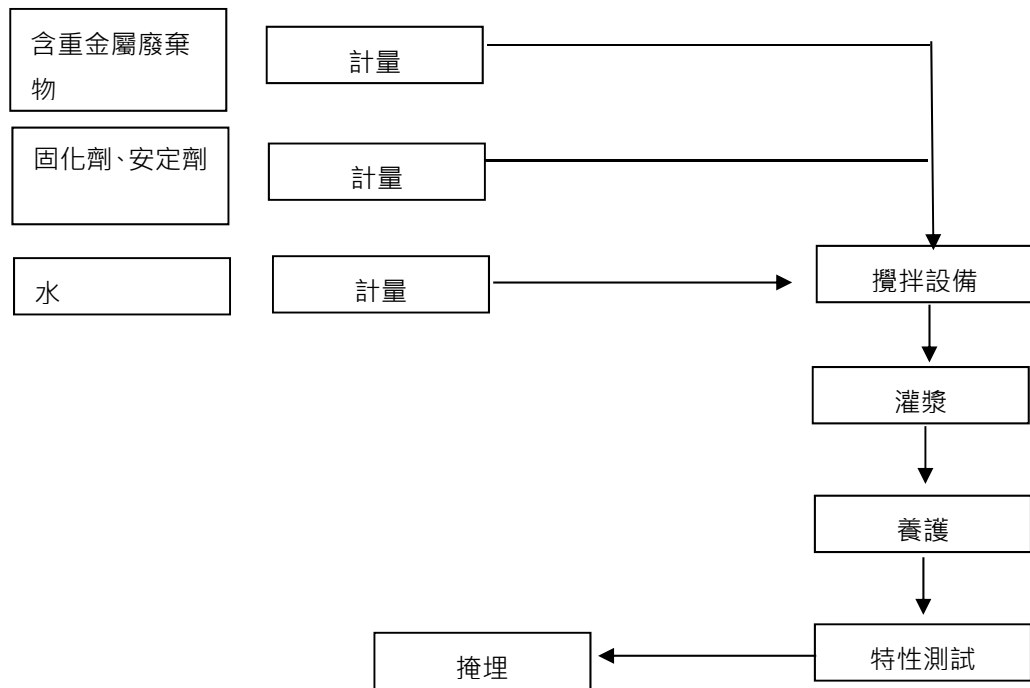 含重金屬廢棄
物
計量
固化劑、安定劑
計量
水
計量
攪拌設備
灌漿
養護
特性測試
掩埋